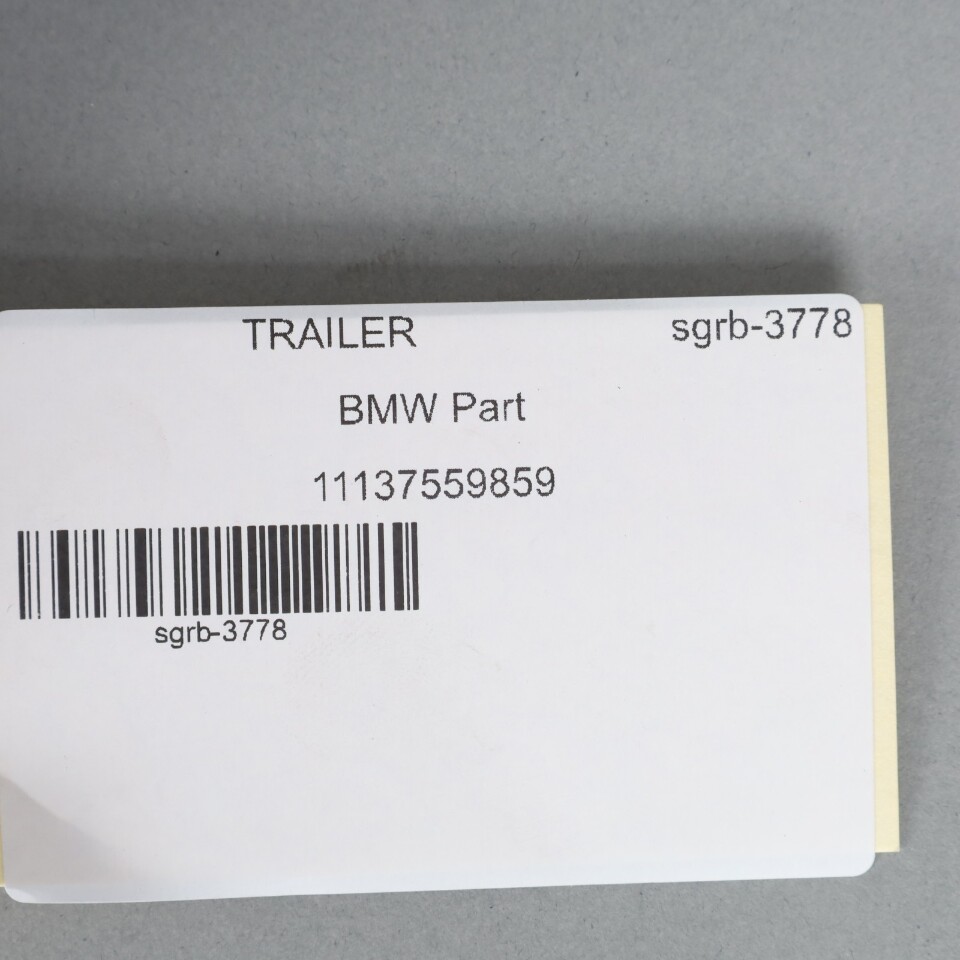 TRAILER sgrb-3778
BMW Part
11137559859
sgrb-3778